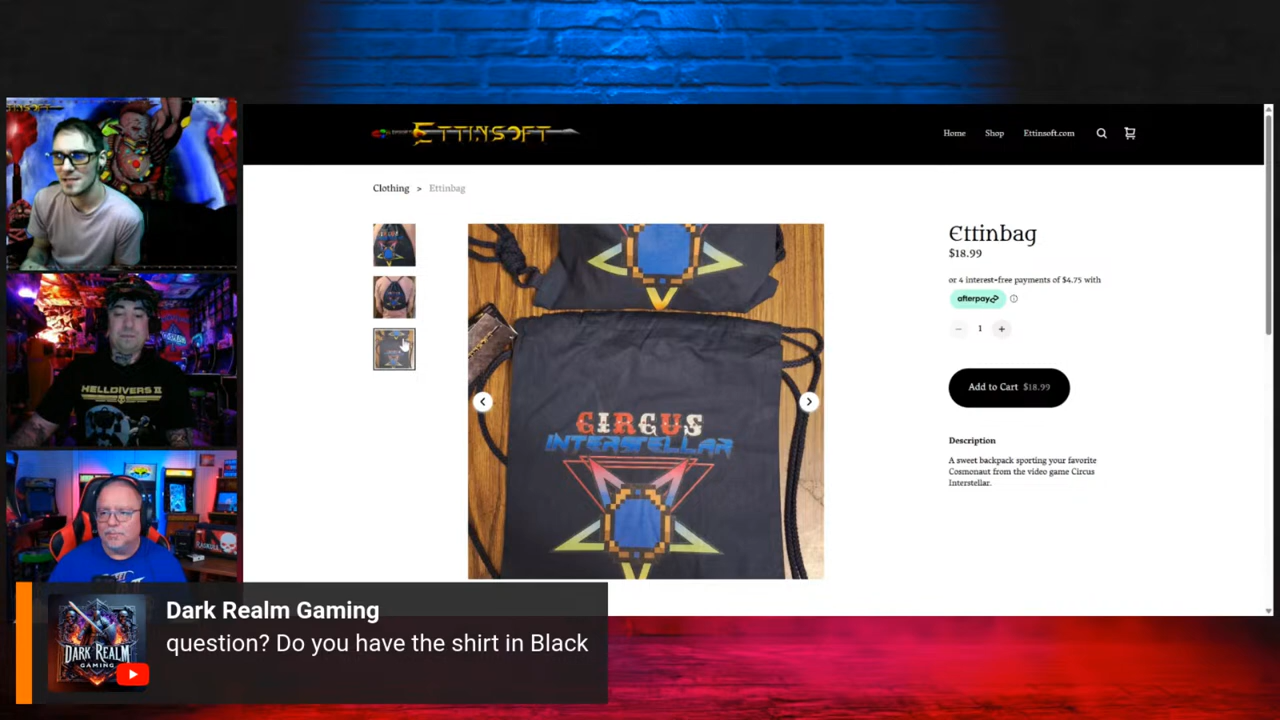 ETTINSOFT
Home
Shop
Ettinsoft.com
Clothing > Ettinbag
CIRCUS
INTERSTELLAR
Ettinbag
$18.99
or 4 interest-free payments of $4.75 with
afterpay
− 1 +
Add to Cart $18.99
Description
A sweet backpack sporting your favorite
Cosmonaut from the video game Circus
Interstellar.
HELLDIVERS II
DARK REALM
GAMING
Dark Realm Gaming
question? Do you have the shirt in Black